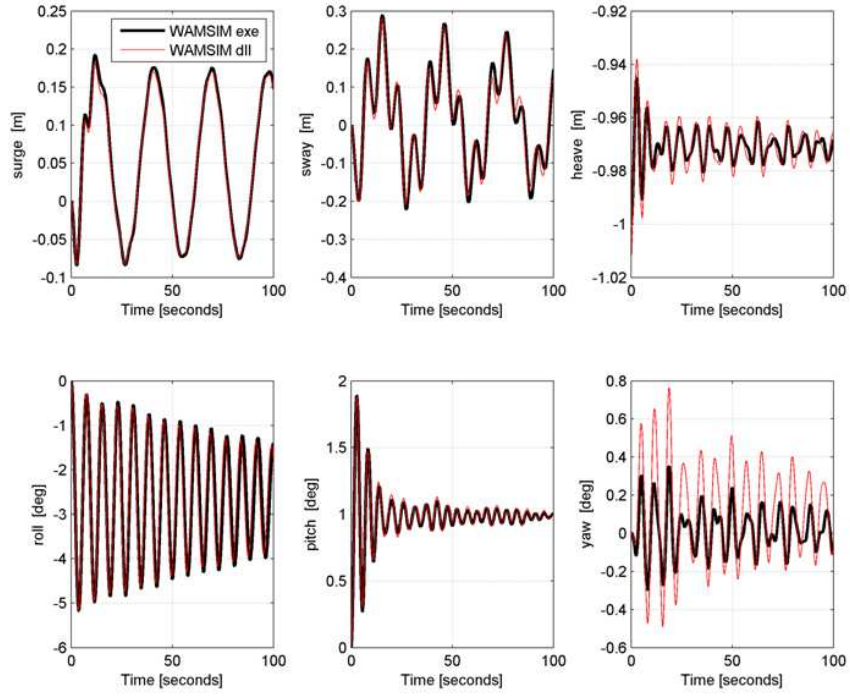 WAMSIM exe
WAMSIM dll
0.25
0.2
0.15
0.1
0.05
0
-0.05
-0.1
surge [m]
0 50 100
Time [seconds]
0.3
0.2
0.1
0
-0.1
-0.2
-0.3
-0.4
sway [m]
0 50 100
Time [seconds]
-0.92
-0.94
-0.96
-0.98
-1
-1.02
heave [m]
0 50 100
Time [seconds]
0
-1
-2
-3
-4
-5
-6
roll [deg]
0 50 100
Time [seconds]
2
1.5
1
0.5
0
pitch [deg]
0 50 100
Time [seconds]
0.8
0.6
0.4
0.2
0
-0.2
-0.4
-0.6
yaw [deg]
0 50 100
Time [seconds]